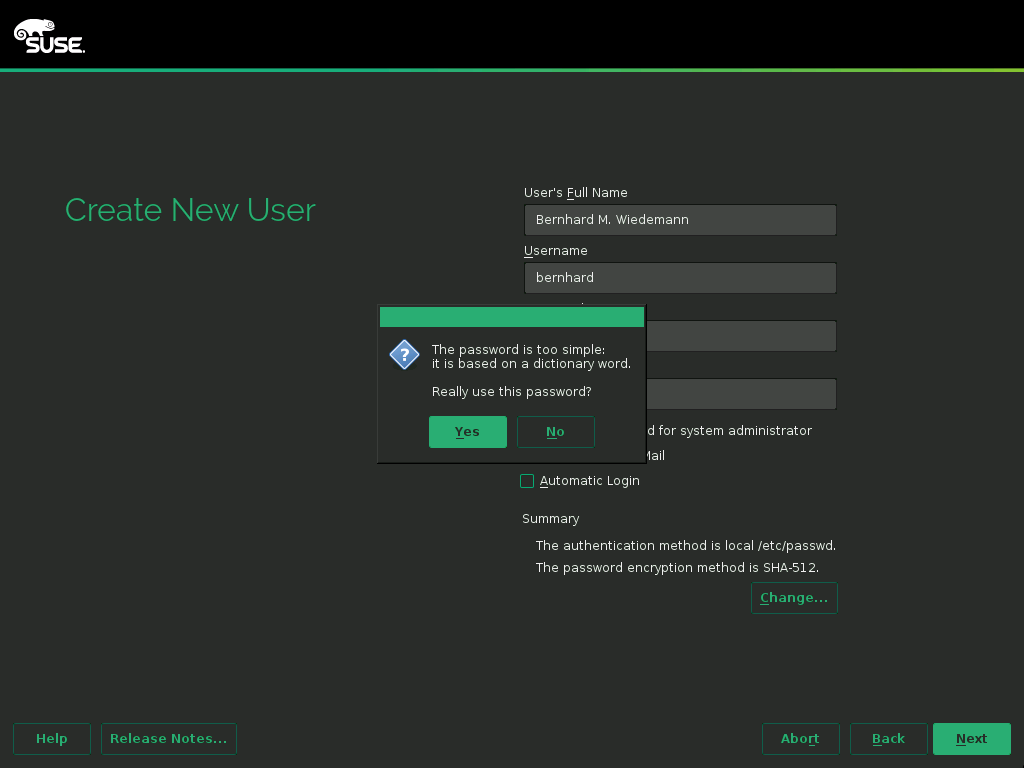 SUSE.
Create New User
User's Full Name
Bernhard M. Wiedemann
Username
bernhard
?
The password is too simple:
it is based on a dictionary word.
Really use this password?
Yes
No
d for system administrator
Mail
Automatic Login
Summary
The authentication method is local /etc/passwd.
The password encryption method is SHA-512.
Change...
Help
Release Notes...
Abort
Back
Next